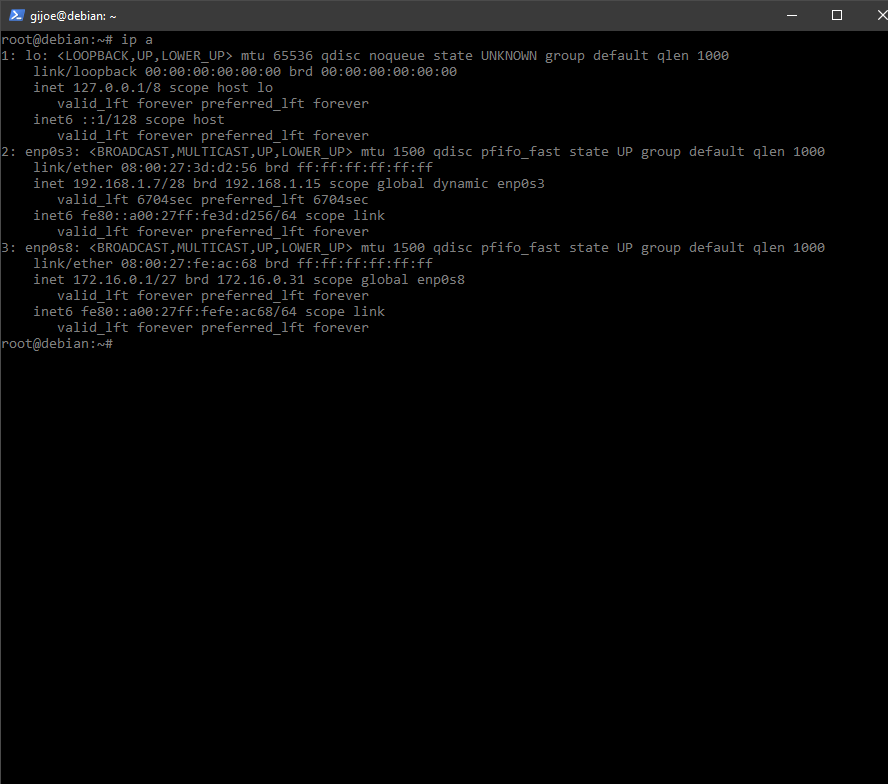 gijoe@debian: ~
root@debian:~# ip a
1: lo: <LOOPBACK,UP,LOWER_UP> mtu 65536 qdisc noqueue state UNKNOWN group default qlen 1000
    link/loopback 00:00:00:00:00:00 brd 00:00:00:00:00:00
    inet 127.0.0.1/8 scope host lo
       valid_lft forever preferred_lft forever
    inet6 ::1/128 scope host
       valid_lft forever preferred_lft forever
2: enp0s3: <BROADCAST,MULTICAST,UP,LOWER_UP> mtu 1500 qdisc pfifo_fast state UP group default qlen 1000
    link/ether 08:00:27:3d:d2:56 brd ff:ff:ff:ff:ff:ff
    inet 192.168.1.7/28 brd 192.168.1.15 scope global dynamic enp0s3
       valid_lft 6704sec preferred_lft 6704sec
    inet6 fe80::a00:27ff:fe3d:d256/64 scope link
       valid_lft forever preferred_lft forever
3: enp0s8: <BROADCAST,MULTICAST,UP,LOWER_UP> mtu 1500 qdisc pfifo_fast state UP group default qlen 1000
    link/ether 08:00:27:fe:ac:68 brd ff:ff:ff:ff:ff:ff
    inet 172.16.0.1/27 brd 172.16.0.31 scope global enp0s8
       valid_lft forever preferred_lft forever
    inet6 fe80::a00:27ff:fefe:ac68/64 scope link
       valid_lft forever preferred_lft forever
root@debian:~#